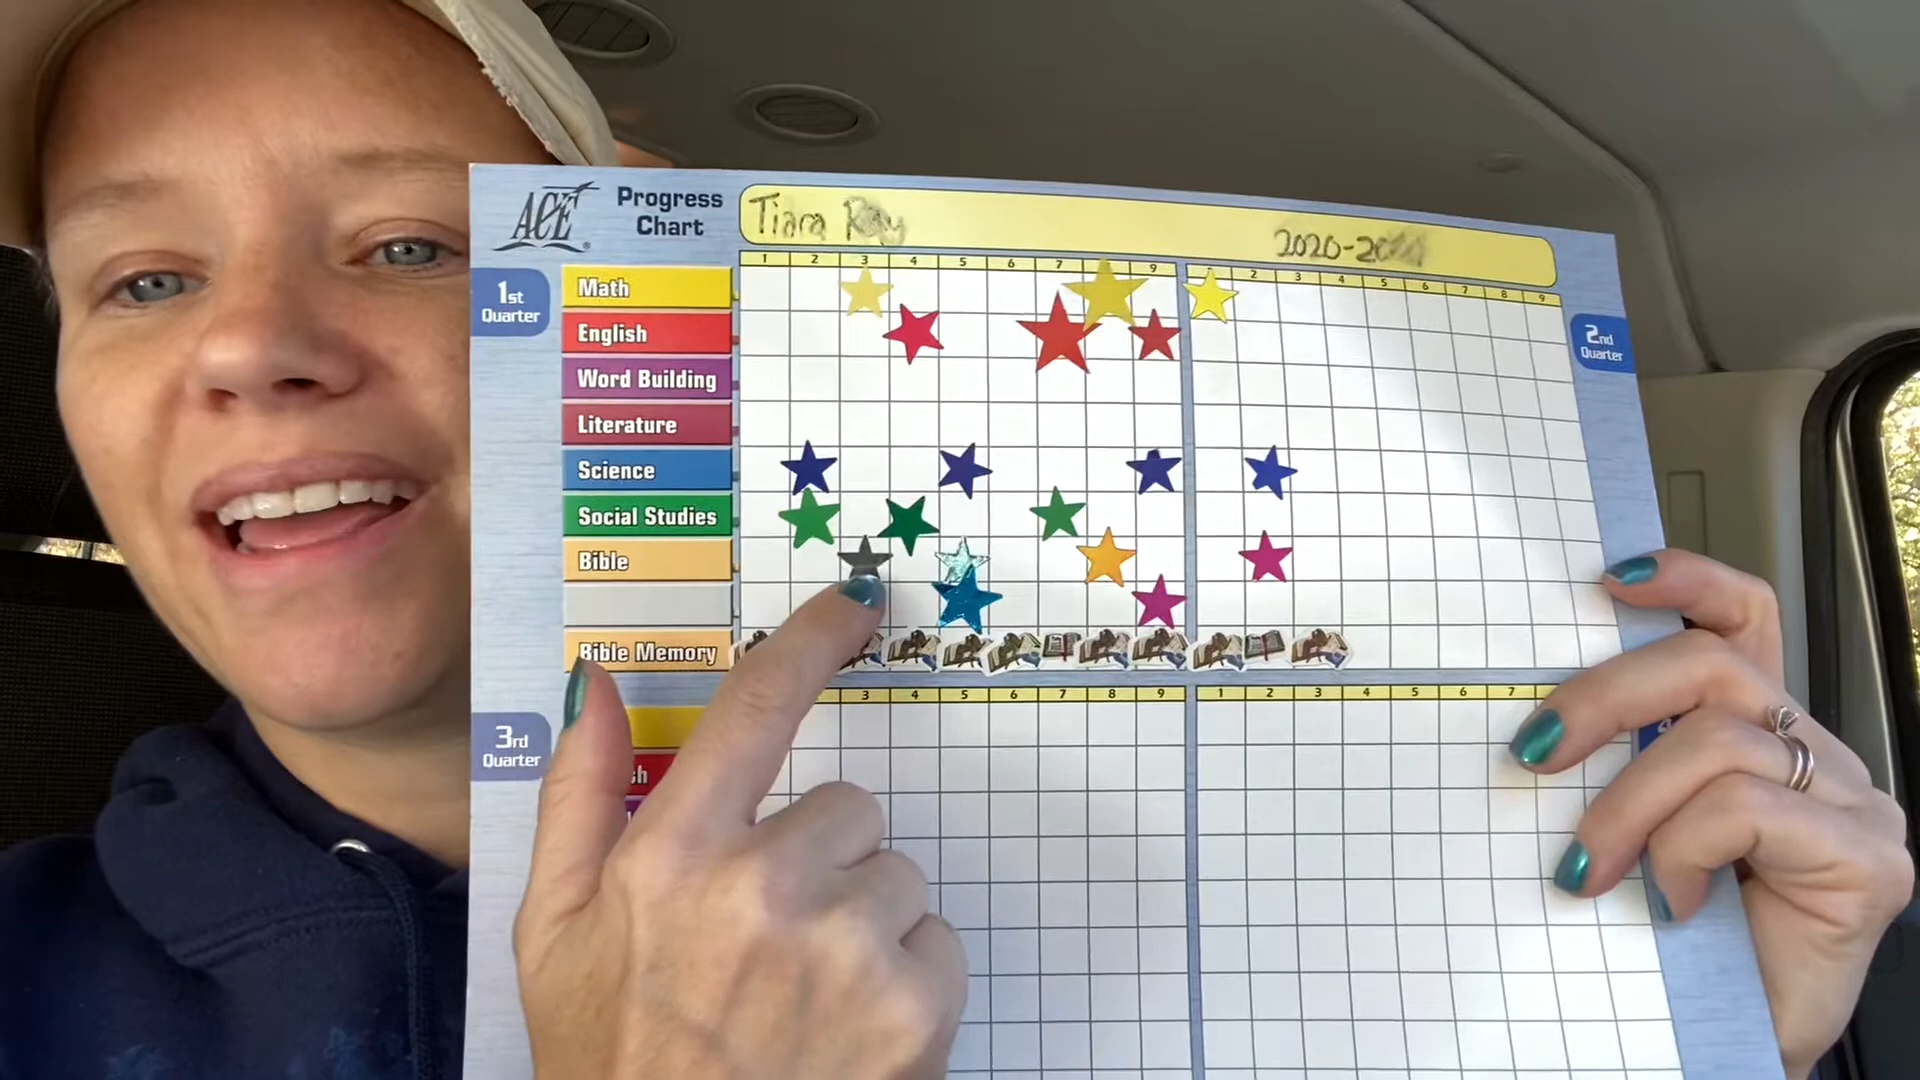 ACE ®
Progress Chart
Tiara Ray
2020-20
1 2 3 4 5 6 7 9
2 3 4 5 6 7 8 9
1st Quarter
2nd Quarter
Math
English
Word Building
Literature
Science
Social Studies
Bible
Bible Memory
3 4 5 6 7 8 9
1 2 3 4 5 6 7
3rd Quarter